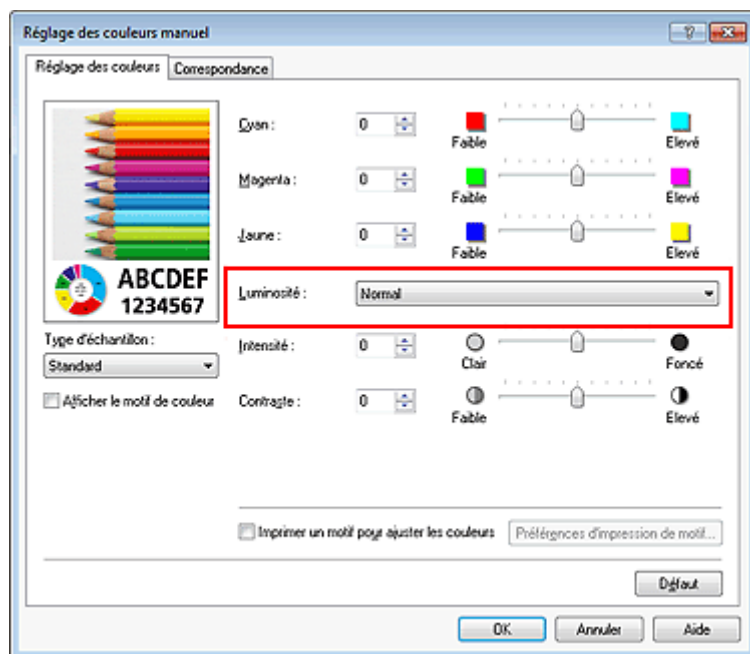 Réglage des couleurs manuel
Réglage des couleurs
Correspondance
Cyan :
0
Faible
Elevé
Magenta :
0
Faible
Elevé
Jaune :
0
Faible
Elevé
ABCDEF
1234567
Luminosité :
Normal
Type d'échantillon :
Standard
Intensité :
0
Clair
Foncé
Afficher le motif de couleur
Contraste :
0
Faible
Elevé
Imprimer un motif pour ajuster les couleurs
Préférences d'impression de motif...
Défaut
OK
Annuler
Aide